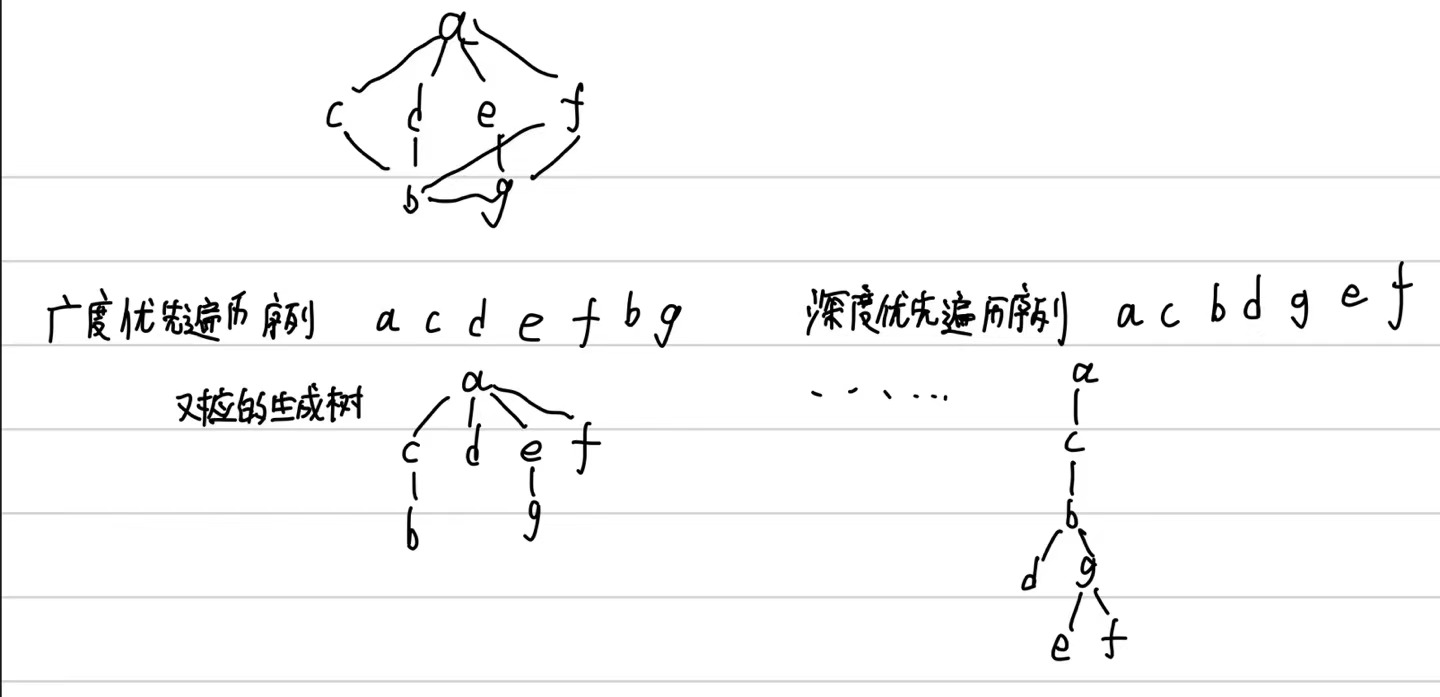 a
c d e f
b g
广度优先遍历序列 a c d e f b g
深度优先遍历序列 a c b d g e f
对应的生成树
a
c d e f
b g
......
a
c
b
d g
e f